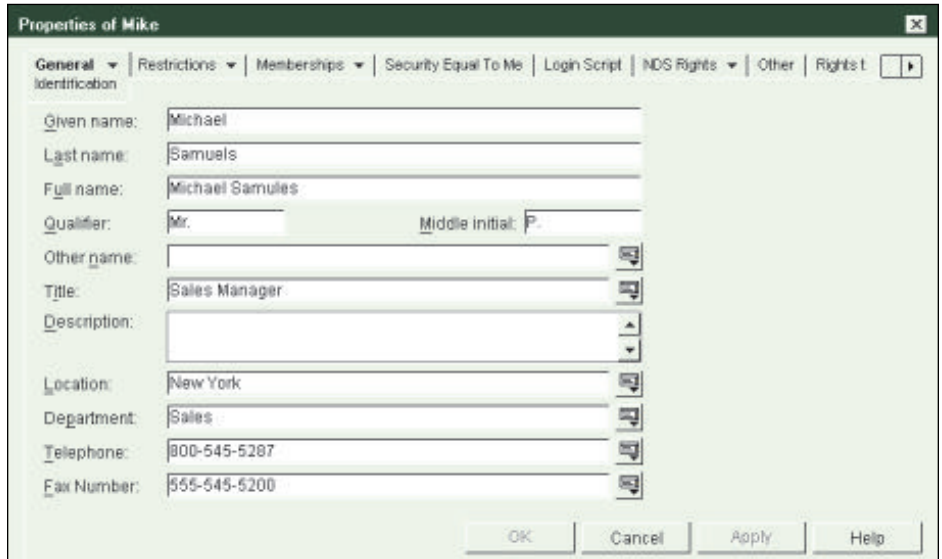 Properties of Mike
General Restrictions Memberships Security Equal To Me Login Script NDS Rights Other Rights t
Identification
Given name: Michael
Last name: Samuels
Full name: Michael Samules
Qualifier: Mr. Middle initial: P.
Other name:
Title: Sales Manager
Description:
Location: New York
Department: Sales
Telephone: 800-545-5287
Fax Number: 555-545-5200
OK Cancel Apply Help